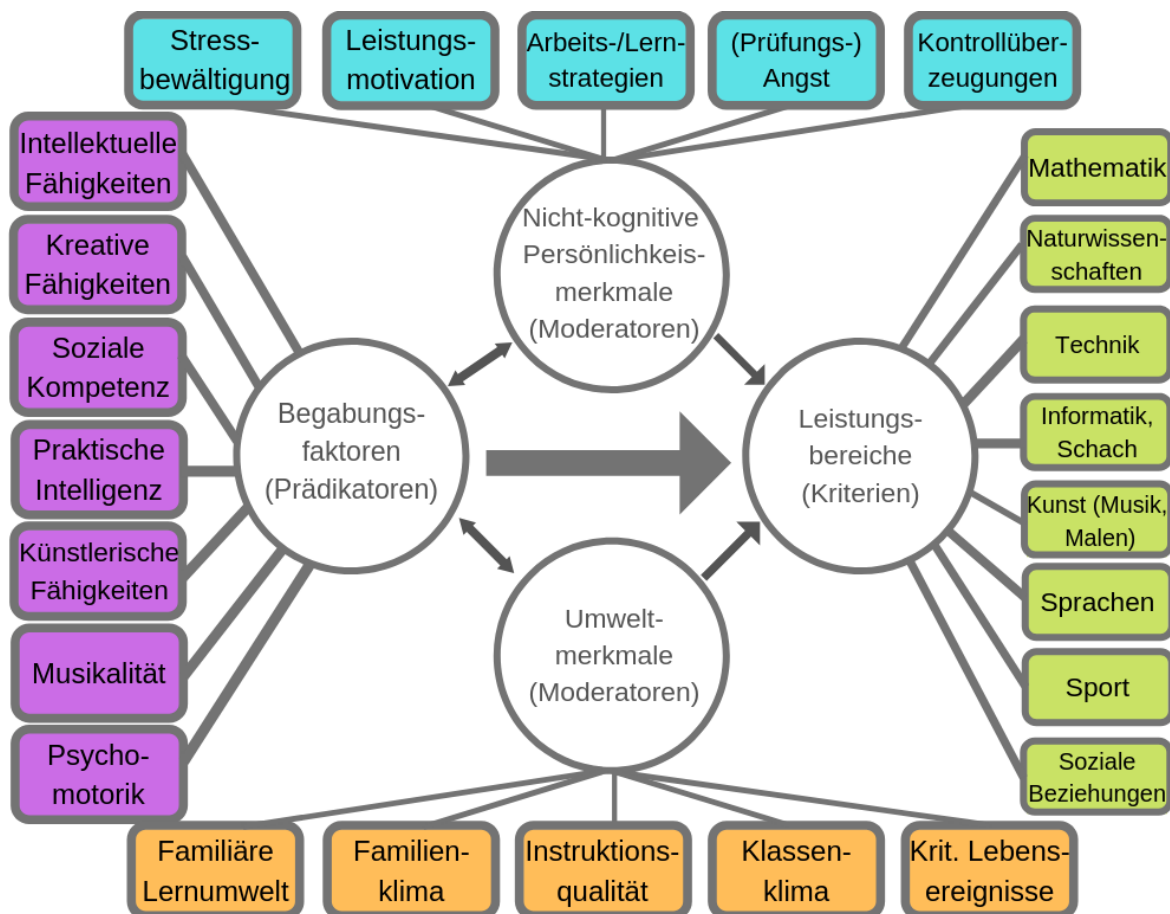 Stress-
bewältigung
Leistungs-
motivation
Arbeits-/Lern-
strategien
(Prüfungs-)
Angst
Kontrollüber-
zeugungen
Intellektuelle
Fähigkeiten
Kreative
Fähigkeiten
Soziale
Kompetenz
Praktische
Intelligenz
Künstlerische
Fähigkeiten
Musikalität
Psycho-
motorik
Nicht-kognitive
Persönlichkeis-
merkmale
(Moderatoren)
Begabungs-
faktoren
(Prädikatoren)
Leistungs-
bereiche
(Kriterien)
Umwelt-
merkmale
(Moderatoren)
Mathematik
Naturwissen-
schaften
Technik
Informatik,
Schach
Kunst (Musik,
Malen)
Sprachen
Sport
Soziale
Beziehungen
Familiäre
Lernumwelt
Familien-
klima
Instruktions-
qualität
Klassen-
klima
Krit. Lebens-
ereignisse